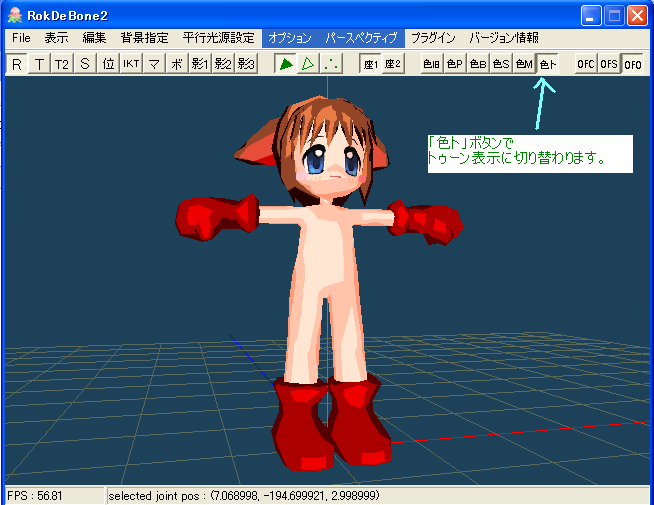 RokDeBone2
File 表示 編集 背景指定 平行光源設定 オプション パースペクティブ プラグイン バージョン情報
R T T2 S 位 IKT マ ボ 影1 影2 影3 座1 座2 色旧 色P 色B 色S 色M 色ト OFC OFS OFO
「色ト」ボタンで
トゥーン表示に切り替わります。
FPS : 56.81 selected joint pos : (7.068998, -194.699921, 2.998999)